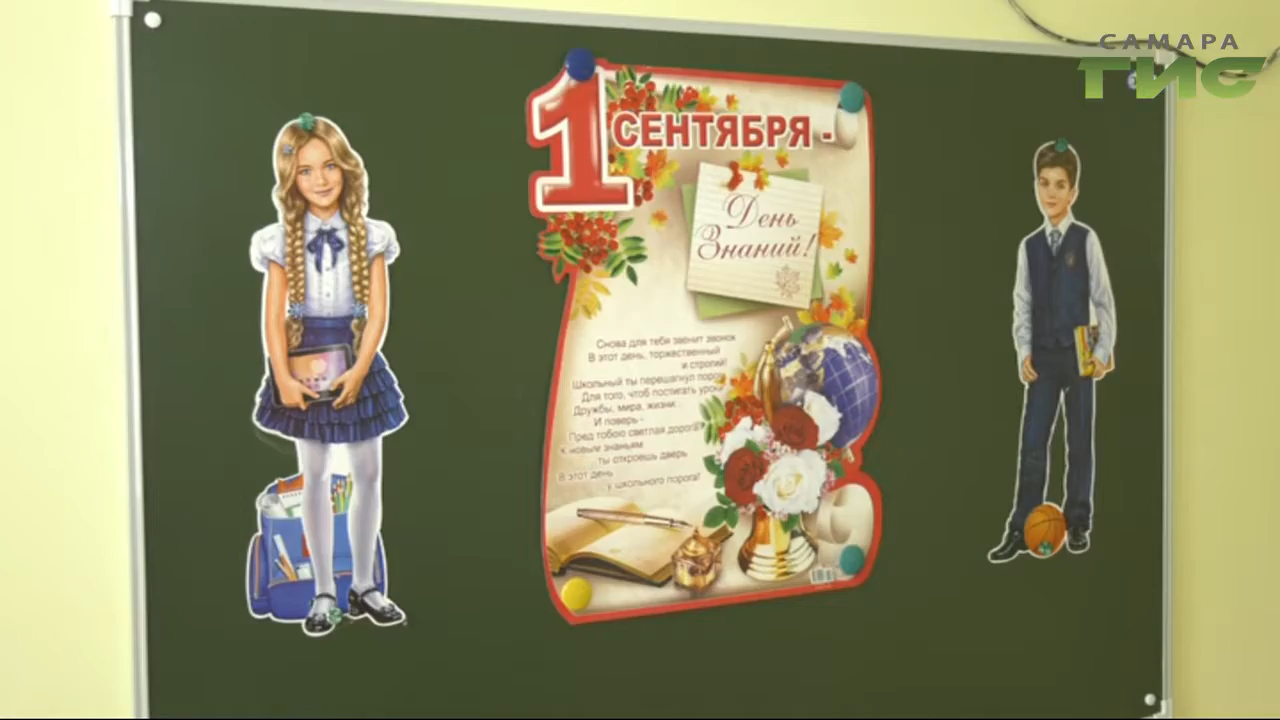 САМАРА
ГИС
1 СЕНТЯБРЯ -
День
Знаний!
Снова для тебя звенит звонок
В этот день, торжественный
и строгий!
Школьный ты перешагнул порог
Для того, чтоб постигать уроки
Дружбы, мира, жизни...
И поверь -
Пред тобою светлая дорога!
К новым знаньям
ты откроешь дверь
В этот день
у школьного порога!